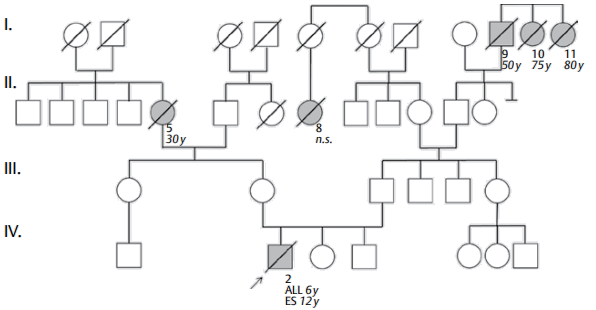 I.
9 10 11
50y 75y 80y
II.
5 8
30y n.s.
III.
IV.
2
ALL 6y
ES 12y